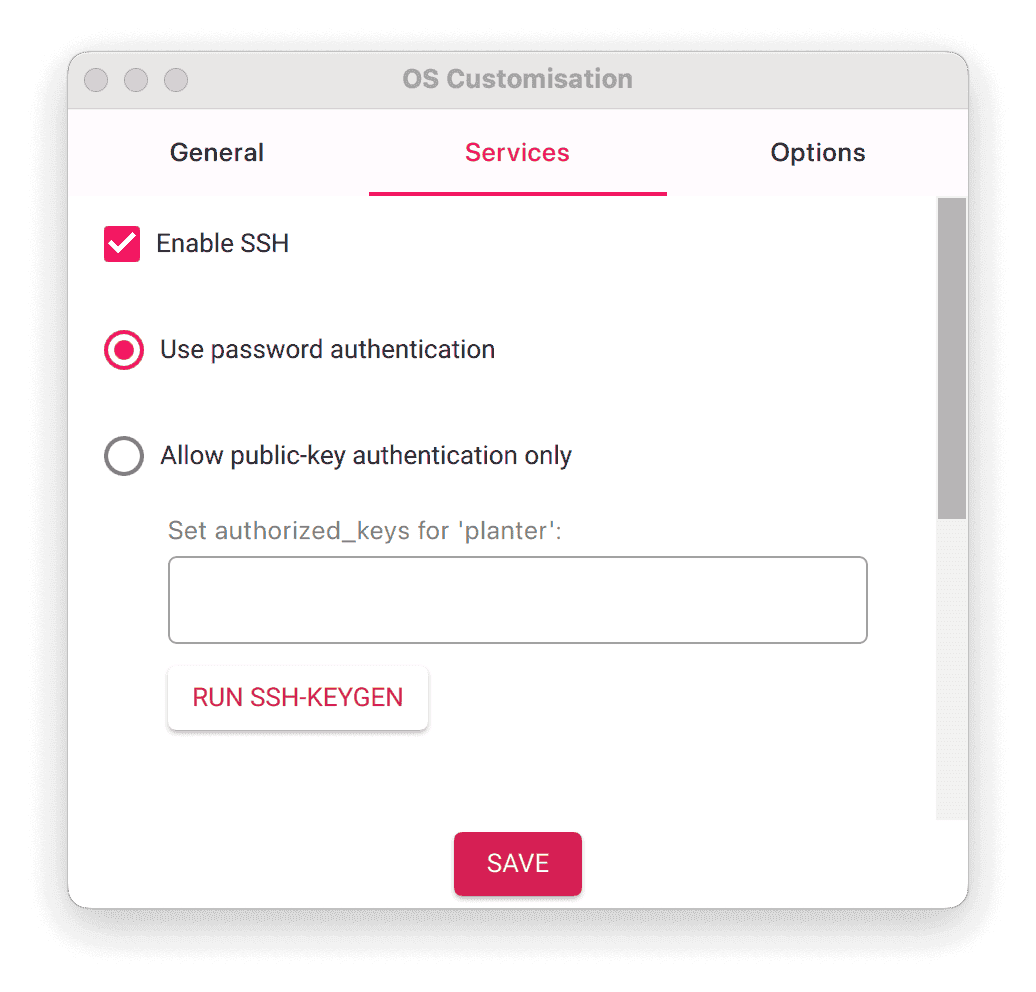 OS Customisation
General Services Options
Enable SSH
Use password authentication
Allow public-key authentication only
Set authorized_keys for 'planter':
RUN SSH-KEYGEN
SAVE